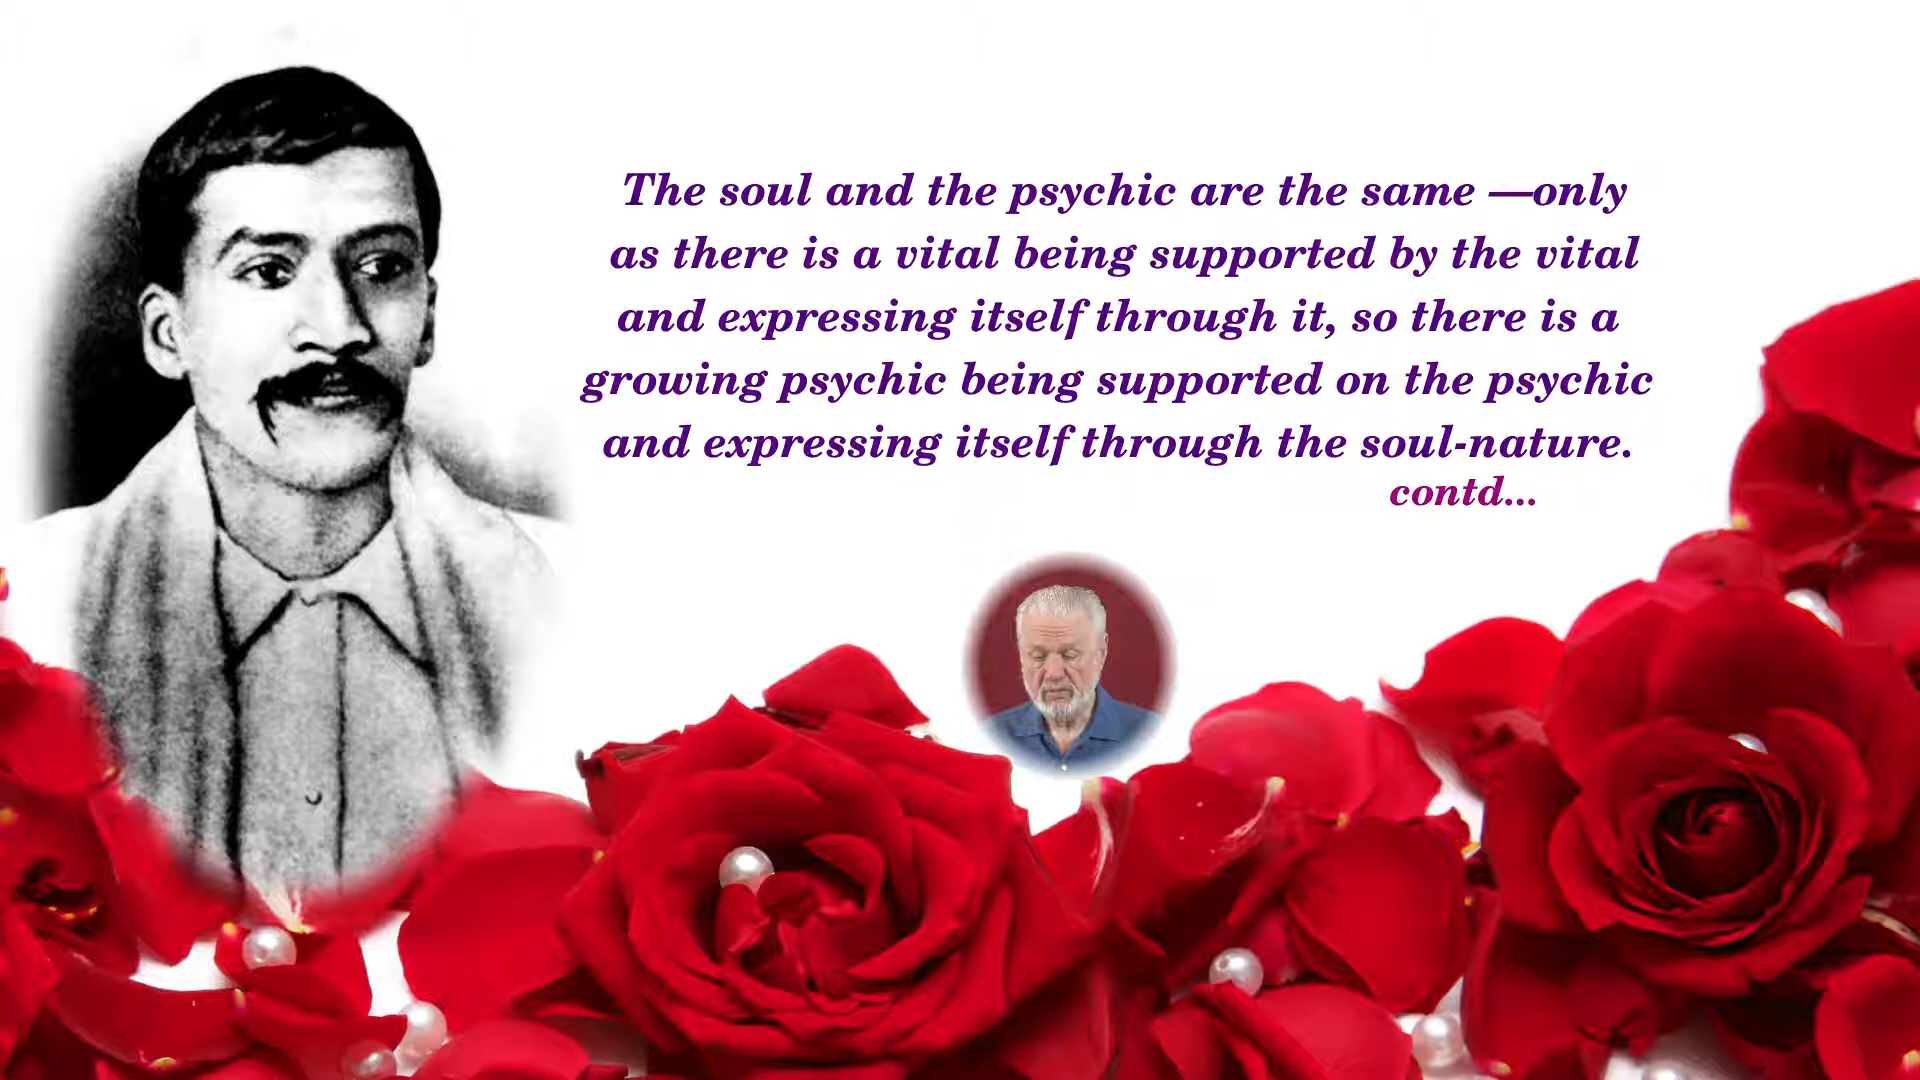 The soul and the psychic are the same —only
as there is a vital being supported by the vital
and expressing itself through it, so there is a
growing psychic being supported on the psychic
and expressing itself through the soul-nature.
contd...